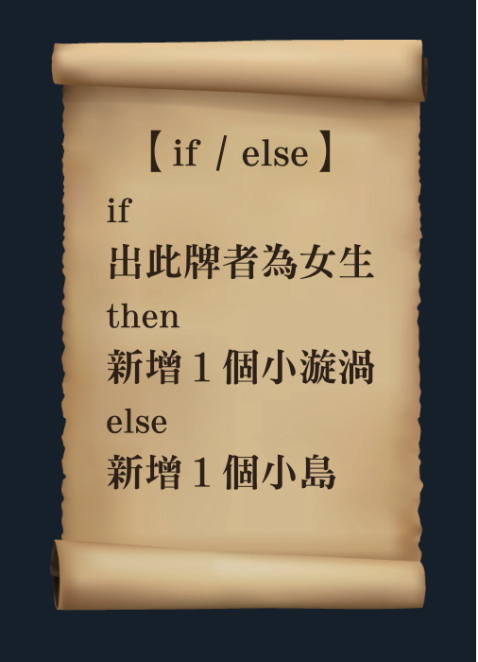 【if / else】
if
出此牌者為女生
then
新增1個小漩渦
else
新增1個小島